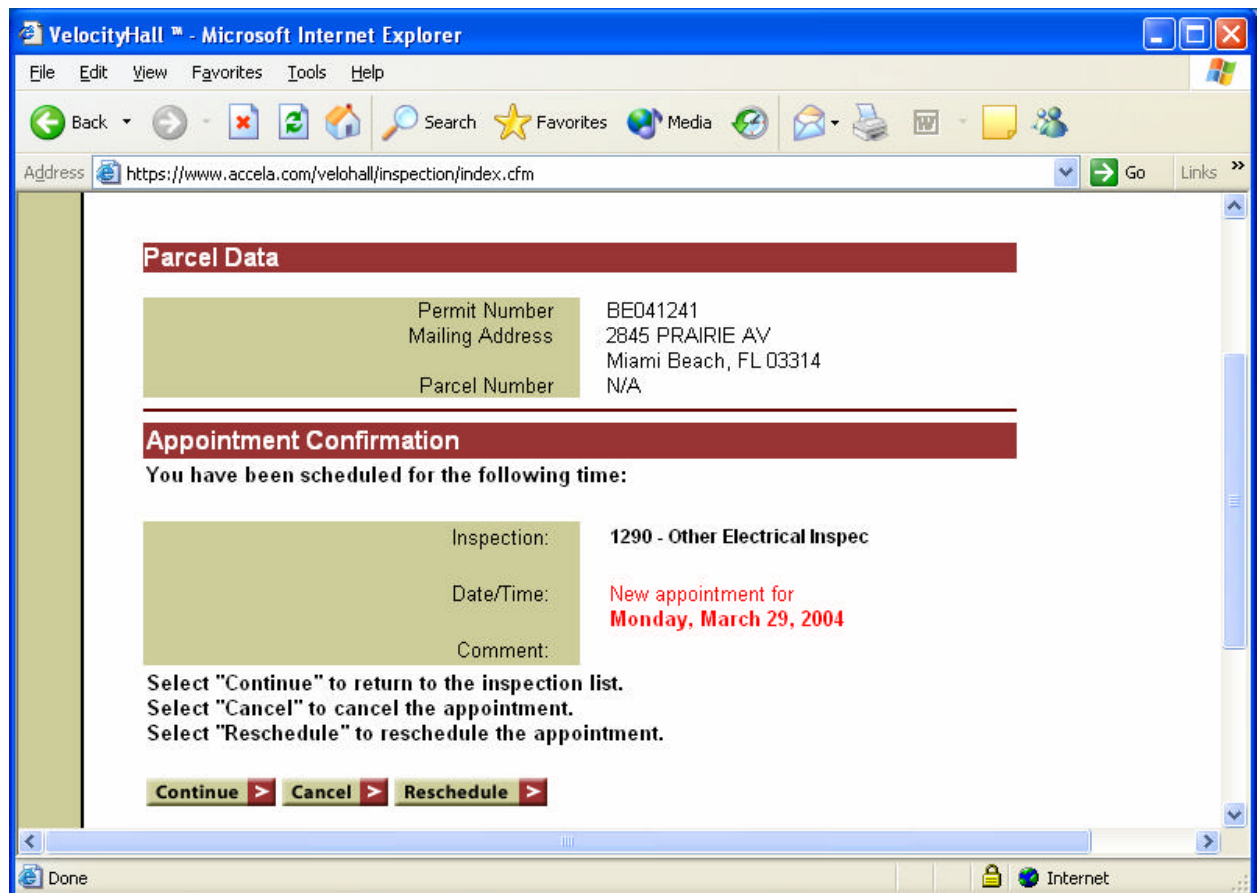 VelocityHall ™ - Microsoft Internet Explorer
File Edit View Favorites Tools Help
Back Search Favorites Media
Address https://www.accela.com/velohall/inspection/index.cfm Go Links »
Parcel Data
Permit Number BE041241
Mailing Address 2845 PRAIRIE AV
Miami Beach, FL 03314
Parcel Number N/A
Appointment Confirmation
You have been scheduled for the following time:
Inspection: 1290 - Other Electrical Inspec
Date/Time: New appointment for
Monday, March 29, 2004
Comment:
Select "Continue" to return to the inspection list.
Select "Cancel" to cancel the appointment.
Select "Reschedule" to reschedule the appointment.
Continue > Cancel > Reschedule >
Done Internet